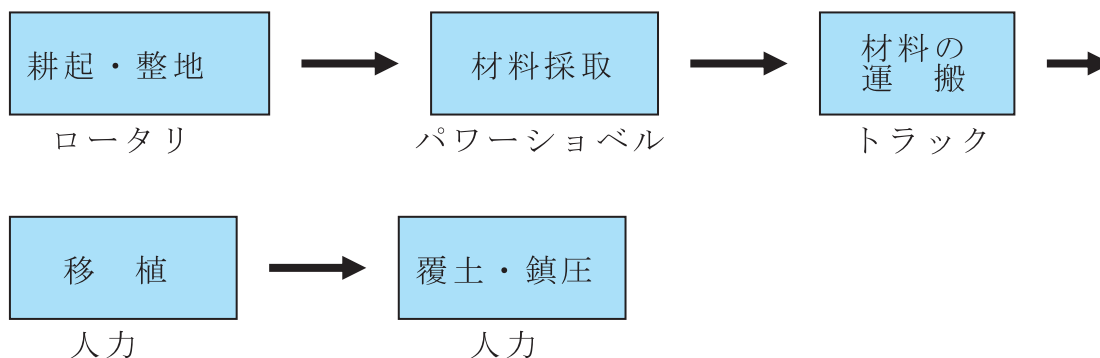 耕起・整地
材料採取
材料の
運　搬
ロータリ
パワーショベル
トラック
移　植
覆土・鎮圧
人力
人力